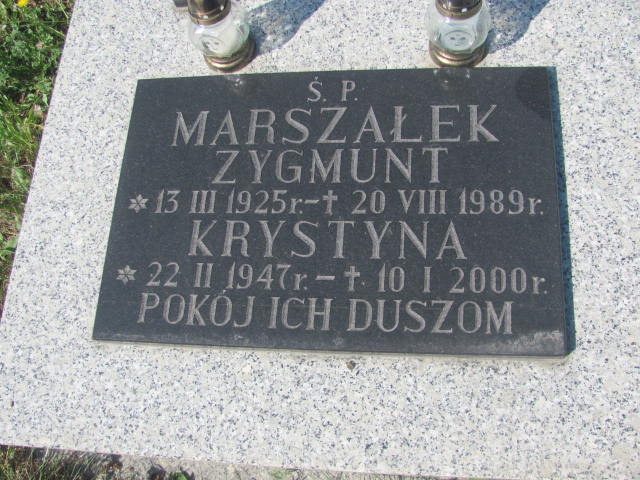 Ś. P.
MARSZAŁEK
ZYGMUNT
* 13 III 1925r. - † 20 VIII 1989r.
KRYSTYNA
* 22 II 1947r. - † 10 I 2000r.
POKÓJ ICH DUSZOM